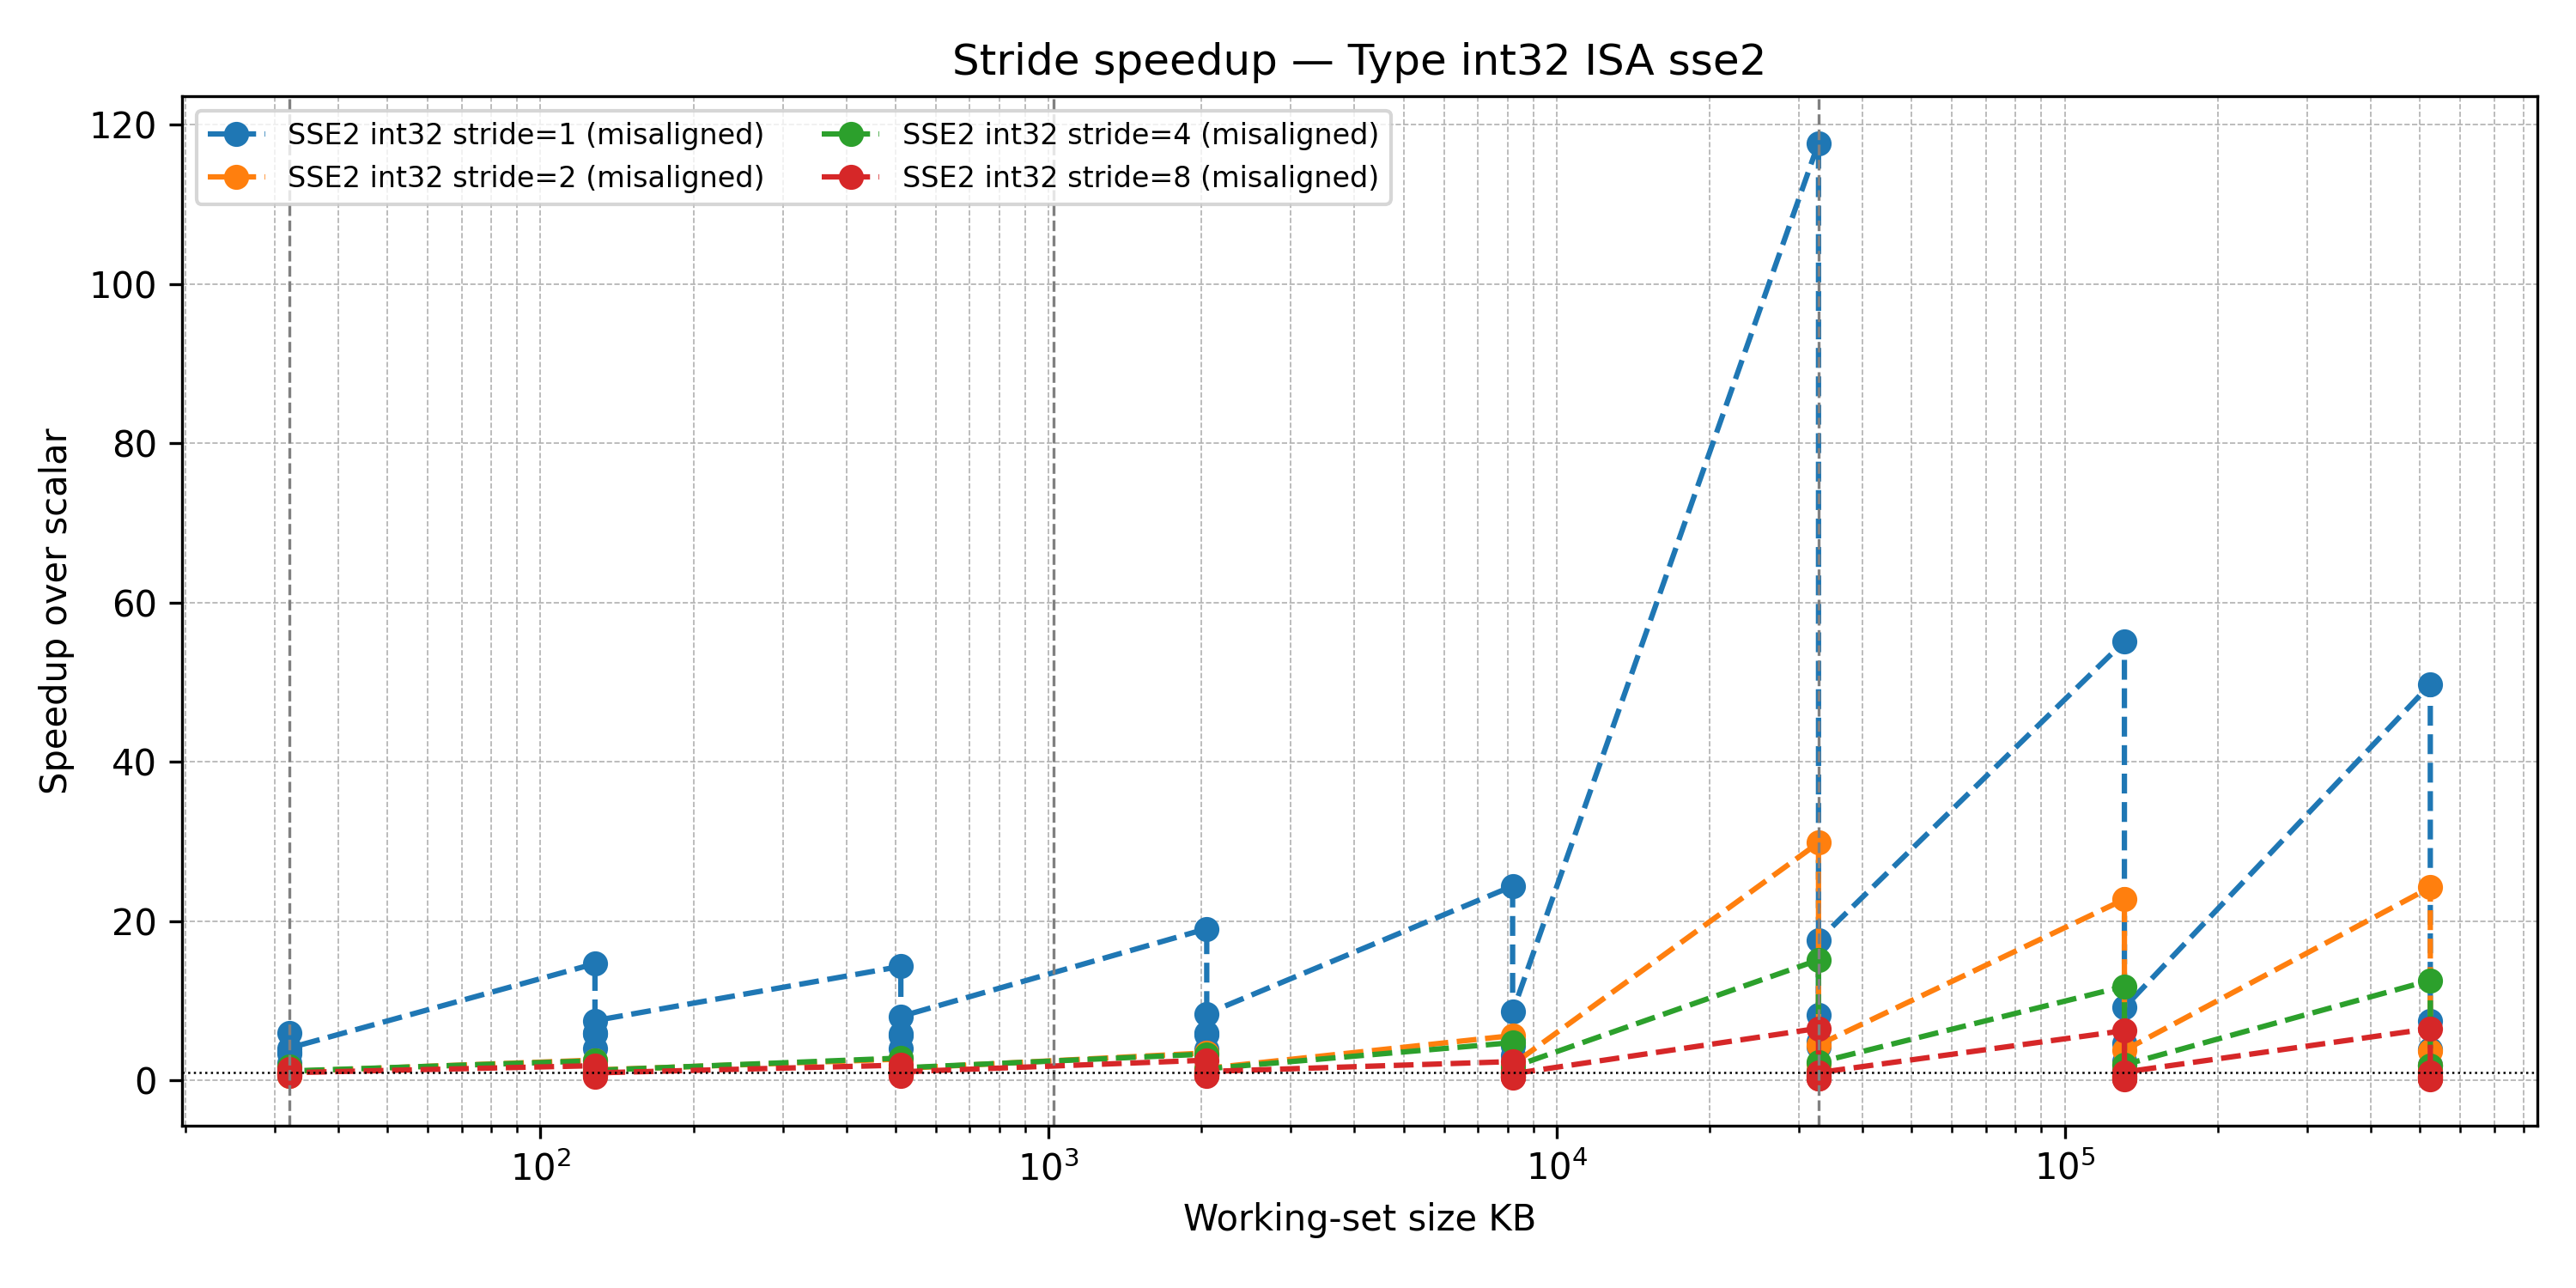 Stride speedup — Type int32 ISA sse2
SSE2 int32 stride=1 (misaligned)
SSE2 int32 stride=2 (misaligned)
SSE2 int32 stride=4 (misaligned)
SSE2 int32 stride=8 (misaligned)
Speedup over scalar
120
100
80
60
40
20
0
10²
10³
10⁴
10⁵
Working-set size KB